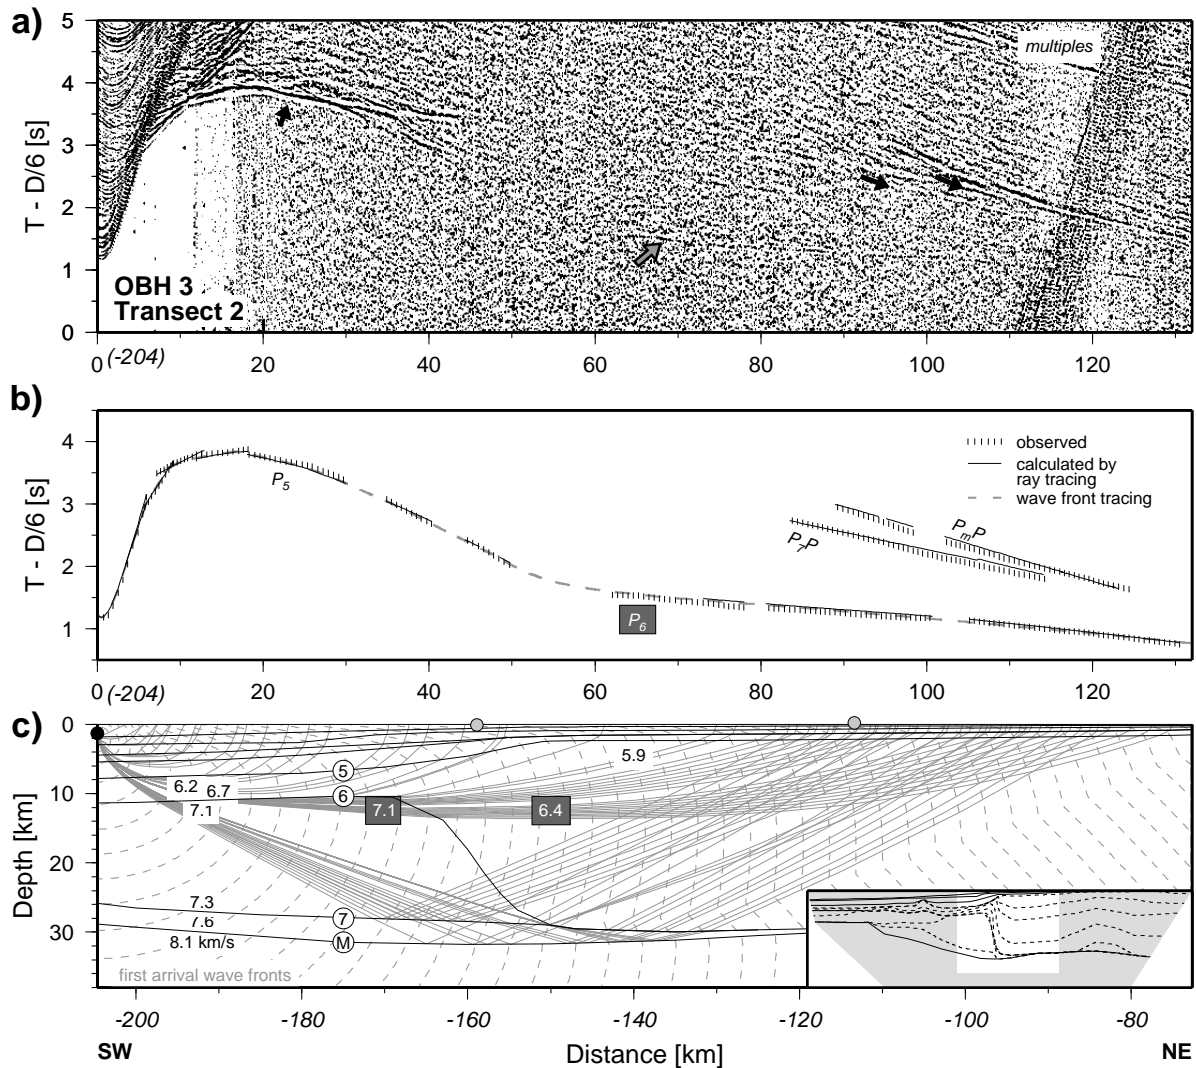 a)
5
4
3
2
1
0
T - D/6 [s]
multiples
OBH 3
Transect 2
0 (-204) 20 40 60 80 100 120
b)
4
3
2
1
T - D/6 [s]
observed
calculated by
ray tracing
wave front tracing
P5
P6
P7P
PmP
0 (-204) 20 40 60 80 100 120
c)
0
10
20
30
Depth [km]
5.9
5
6.2 6.7
6
7.1
7.1 6.4
7.3
7
7.6
8.1 km/s
M
first arrival wave fronts
-200 -180 -160 -140 -120 -100 -80
SW Distance [km] NE